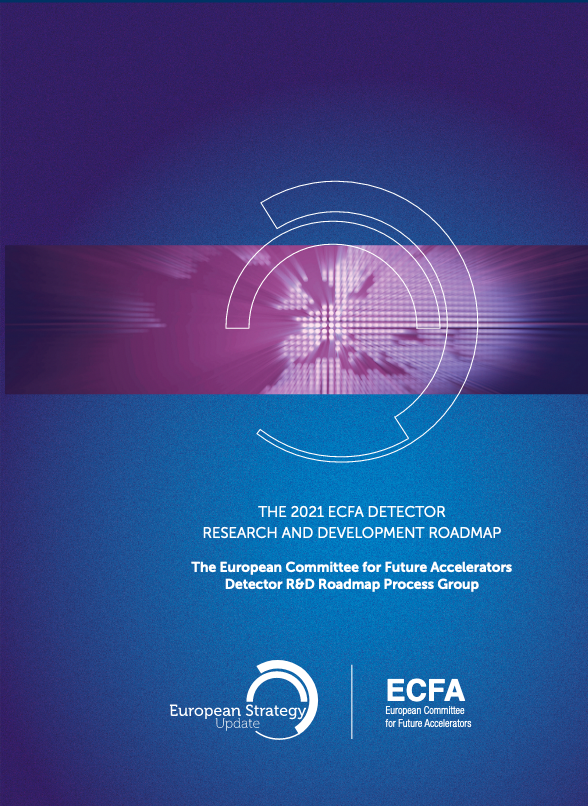 THE 2021 ECFA DETECTOR
RESEARCH AND DEVELOPMENT ROADMAP
The European Committee for Future Accelerators
Detector R&D Roadmap Process Group
European Strategy
Update
ECFA
European Committee
for Future Accelerators